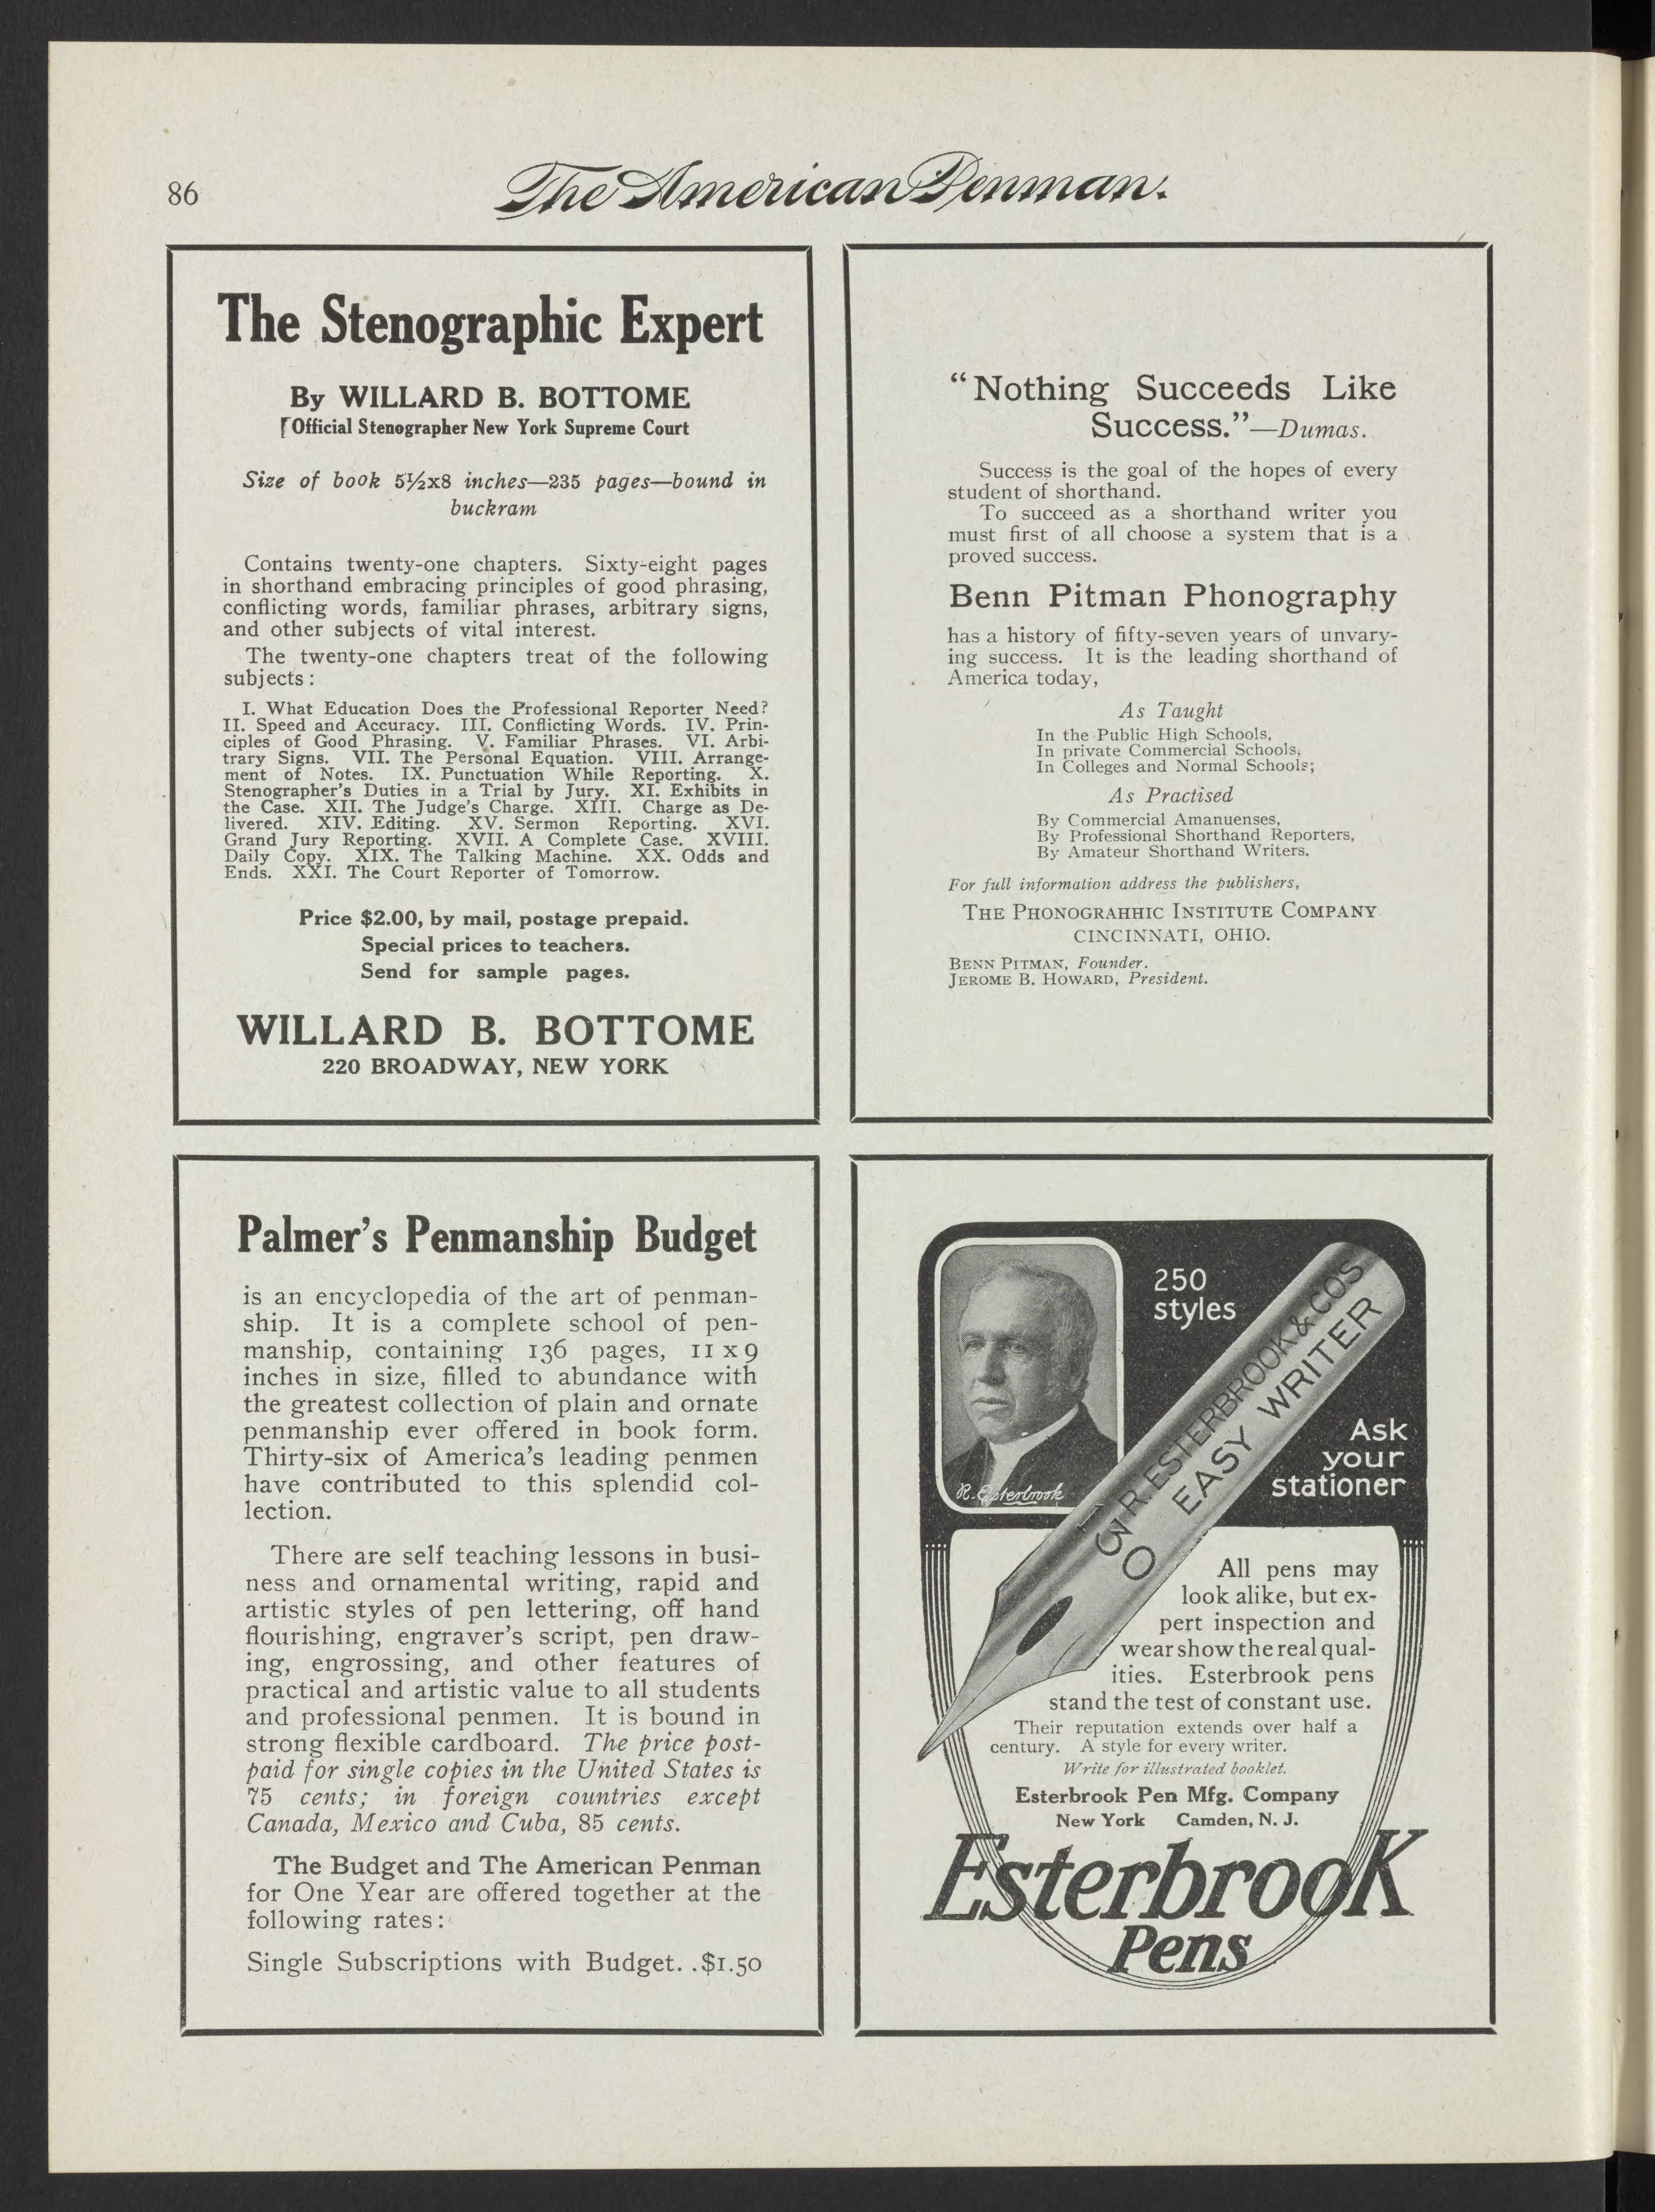 86
The American Penman.
The Stenographic Expert
By WILLARD B. BOTTOME
Official Stenographer New York Supreme Court
Size of book 5½x8 inches—235 pages—bound in
buckram
Contains twenty-one chapters. Sixty-eight pages
in shorthand embracing principles of good phrasing,
conflicting words, familiar phrases, arbitrary signs,
and other subjects of vital interest.
The twenty-one chapters treat of the following
subjects:
I. What Education Does the Professional Reporter Need?
II. Speed and Accuracy. III. Conflicting Words. IV. Prin-
ciples of Good Phrasing. V. Familiar Phrases. VI. Arbi-
trary Signs. VII. The Personal Equation. VIII. Arrange-
ment of Notes. IX. Punctuation While Reporting. X.
Stenographer's Duties in a Trial by Jury. XI. Exhibits in
the Case. XII. The Judge's Charge. XIII. Charge as De-
livered. XIV. Editing. XV. Sermon Reporting. XVI.
Grand Jury Reporting. XVII. A Complete Case. XVIII.
Daily Copy. XIX. The Talking Machine. XX. Odds and
Ends. XXI. The Court Reporter of Tomorrow.
Price $2.00, by mail, postage prepaid.
Special prices to teachers.
Send for sample pages.
WILLARD B. BOTTOME
220 BROADWAY, NEW YORK
"Nothing Succeeds Like
Success."—Dumas.
Success is the goal of the hopes of every
student of shorthand.
To succeed as a shorthand writer you
must first of all choose a system that is a
proved success.
Benn Pitman Phonography
has a history of fifty-seven years of unvary-
ing success. It is the leading shorthand of
America today,
As Taught
In the Public High Schools,
In private Commercial Schools,
In Colleges and Normal Schools;
As Practised
By Commercial Amanuenses,
By Professional Shorthand Reporters,
By Amateur Shorthand Writers.
For full information address the publishers,
THE PHONOGRAHHIC INSTITUTE COMPANY
CINCINNATI, OHIO.
BENN PITMAN, Founder.
JEROME B. HOWARD, President.
Palmer's Penmanship Budget
is an encyclopedia of the art of penman-
ship. It is a complete school of pen-
manship, containing 136 pages, 11 x 9
inches in size, filled to abundance with
the greatest collection of plain and ornate
penmanship ever offered in book form.
Thirty-six of America's leading penmen
have contributed to this splendid col-
lection.
There are self teaching lessons in busi-
ness and ornamental writing, rapid and
artistic styles of pen lettering, off hand
flourishing, engraver's script, pen draw-
ing, engrossing, and other features of
practical and artistic value to all students
and professional penmen. It is bound in
strong flexible cardboard. The price post-
paid for single copies in the United States is
75 cents; in foreign countries except
Canada, Mexico and Cuba, 85 cents.
The Budget and The American Penman
for One Year are offered together at the
following rates:
Single Subscriptions with Budget. .$1.50
250
styles
R. ESTERBROOK & COS
EASY WRITER
130
R. Esterbrook
Ask
your
stationer
All pens may
look alike, but ex-
pert inspection and
wear show the real qual-
ities. Esterbrook pens
stand the test of constant use.
Their reputation extends over half a
century. A style for every writer.
Write for illustrated booklet.
Esterbrook Pen Mfg. Company
New York Camden, N. J.
Esterbrook
Pens